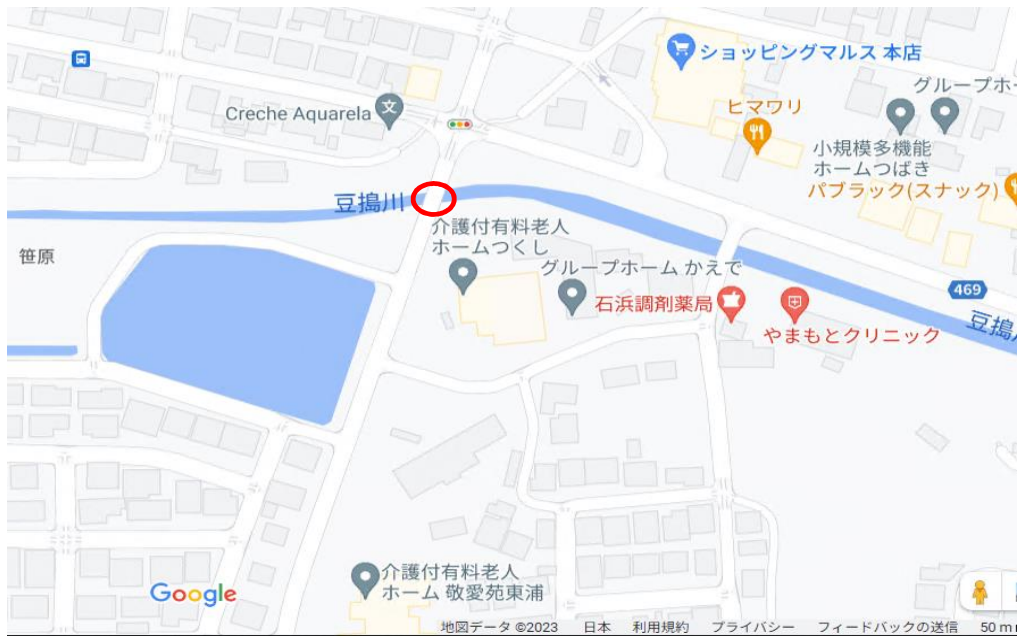 ショッピングマルス 本店
グループホー
Creche Aquarela
ヒマワリ
小規模多機能
ホームつばき
パブラック(スナック)
豆搗川
介護付有料老人
ホームつくし
笹原
グループホーム かえで
469
石浜調剤薬局
豆搗
やまもとクリニック
介護付有料老人
ホーム 敬愛苑東浦
Google
地図データ ©2023 日本 利用規約 プライバシー フィードバックの送信 50 m